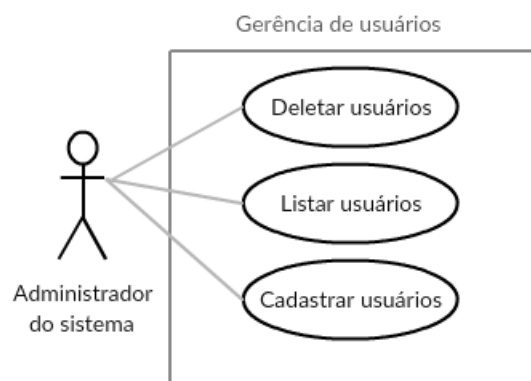 Gerência de usuários
Deletar usuários
Listar usuários
Cadastrar usuários
Administrador
do sistema